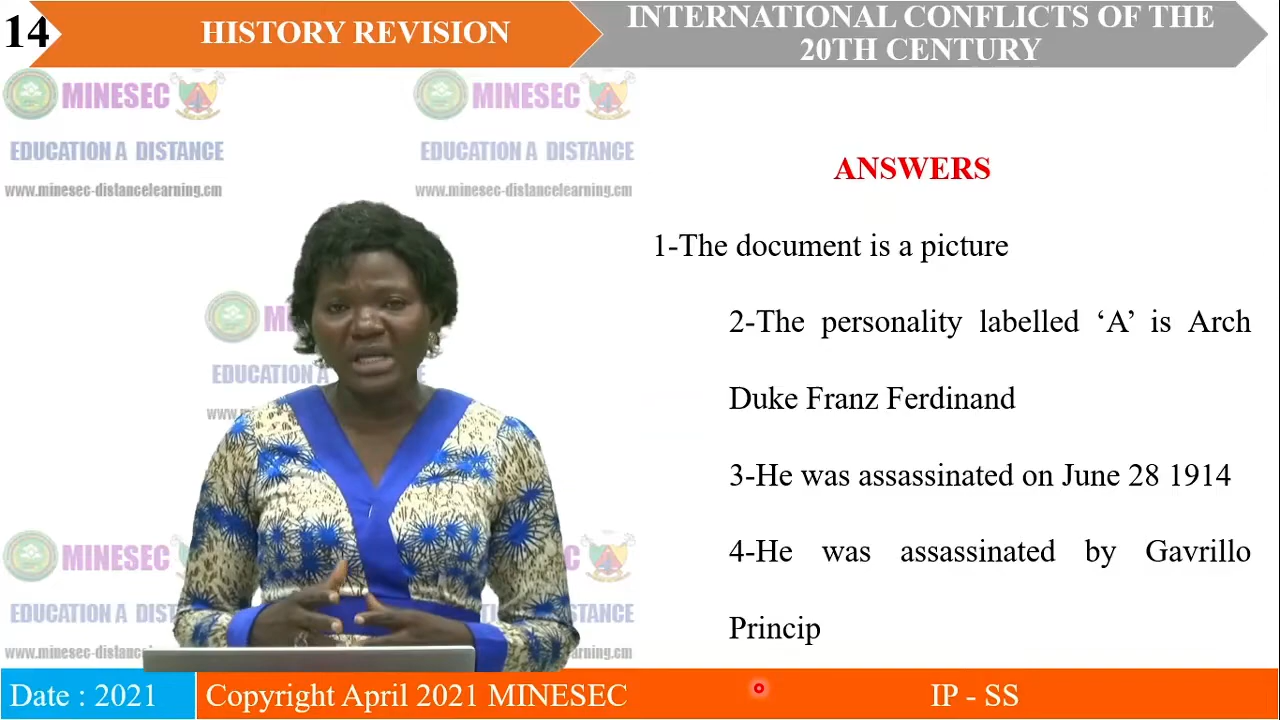 14
HISTORY REVISION
INTERNATIONAL CONFLICTS OF THE
20TH CENTURY
MINESEC
EDUCATION A DISTANCE
www.minesec-distancelearning.cm
MINESEC
EDUCATION A DISTANCE
www.minesec-distancelearning.cm
ANSWERS
1-The document is a picture
2-The personality labelled ‘A’ is Arch
Duke Franz Ferdinand
3-He was assassinated on June 28 1914
4-He was assassinated by Gavrillo
Princip
EDUCATION A
MINESEC
Date : 2021
Copyright April 2021 MINESEC
IP - SS